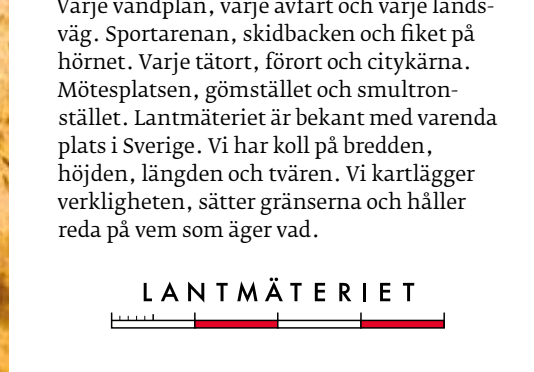 Varje vändplan, varje avfart och varje lands-
väg. Sportarenan, skidbacken och fiket på
hörnet. Varje tätort, förort och citykärna.
Mötesplatsen, gömstället och smultron-
stället. Lantmäteriet är bekant med varenda
plats i Sverige. Vi har koll på bredden,
höjden, längden och tvären. Vi kartlägger
verkligheten, sätter gränserna och håller
reda på vem som äger vad.
LANTMÄTERIET